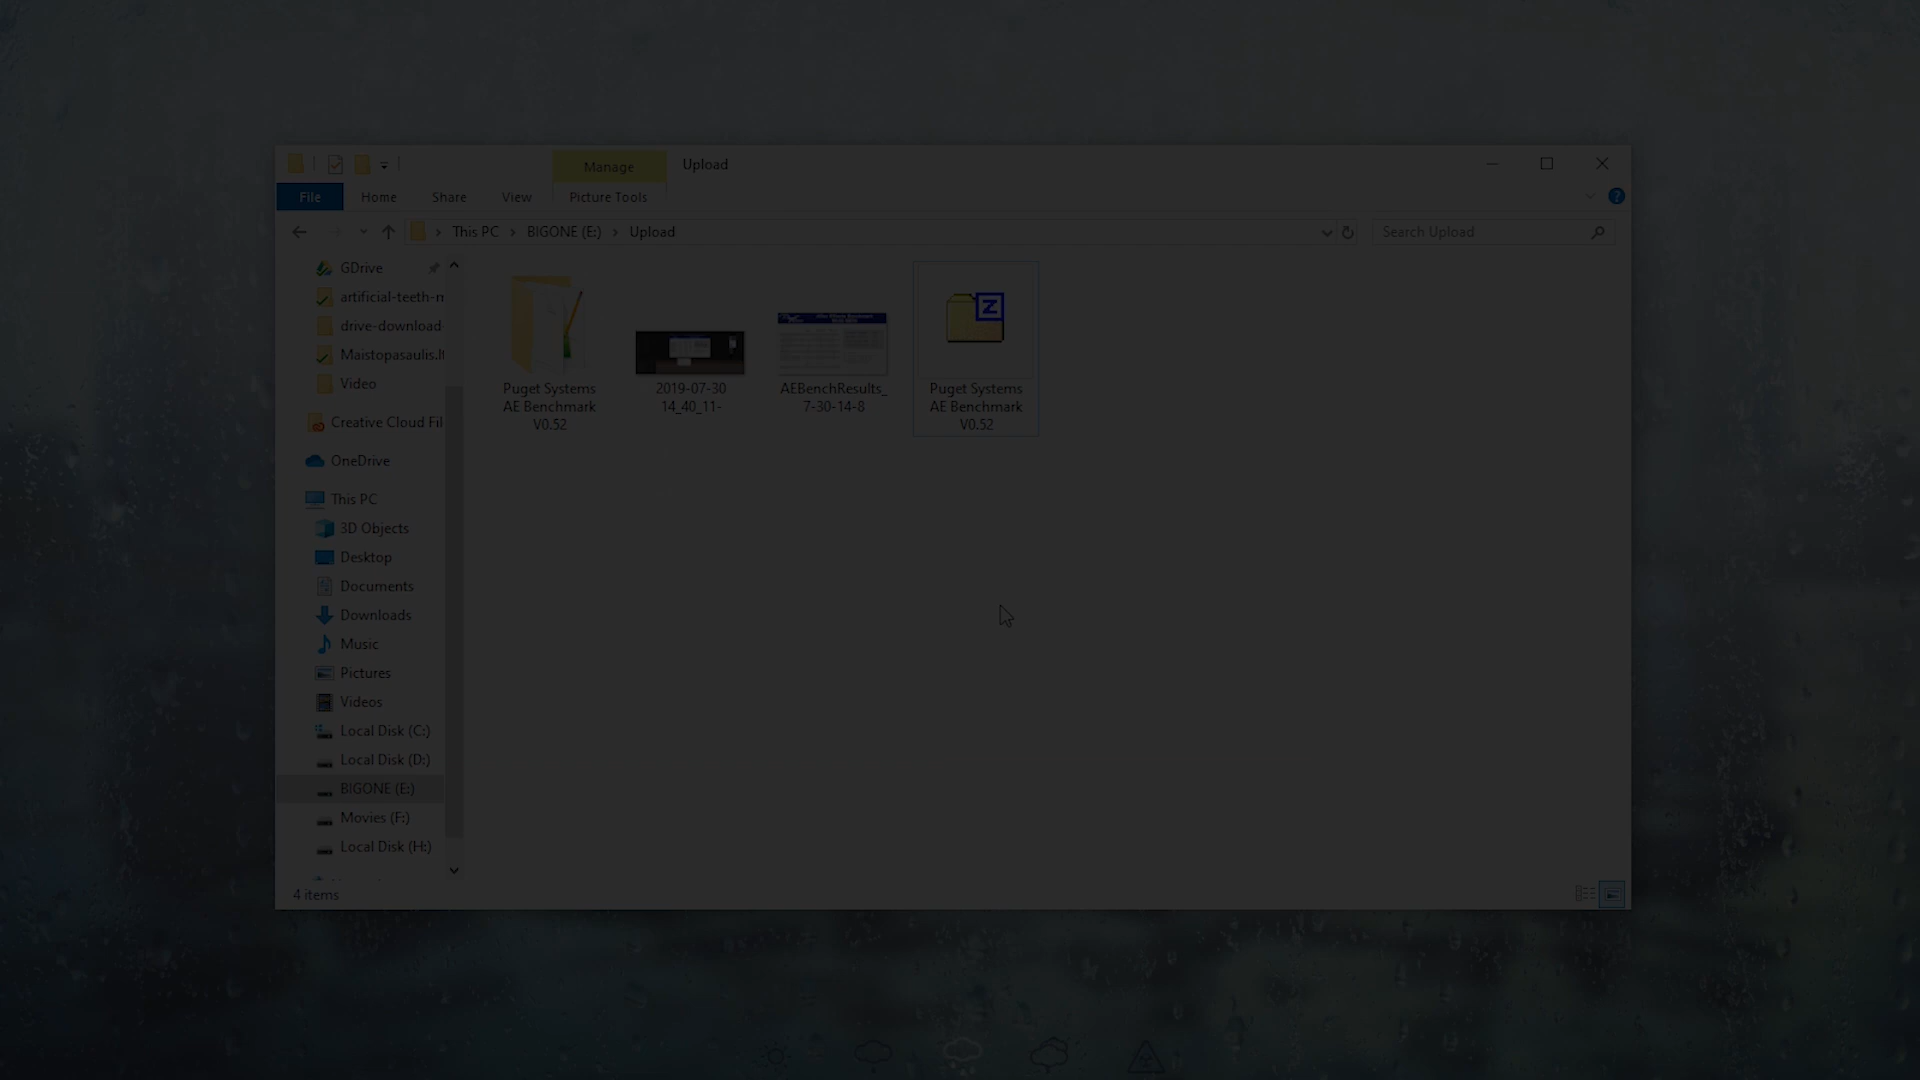 Manage
Upload
File
Home
Share
View
Picture Tools
This PC
BIGONE (E:)
Upload
Search Upload
GDrive
artificial-teeth-m
drive-download-
Maistopasaulis.lt
Video
Creative Cloud Fil
OneDrive
This PC
3D Objects
Desktop
Documents
Downloads
Music
Pictures
Videos
Local Disk (C:)
Local Disk (D:)
BIGONE (E:)
Movies (F:)
Local Disk (H:)
Puget Systems
AE Benchmark
V0.52
2019-07-30
14_40_11-
AEBenchResults_
7-30-14-8
Puget Systems
AE Benchmark
V0.52
4 items